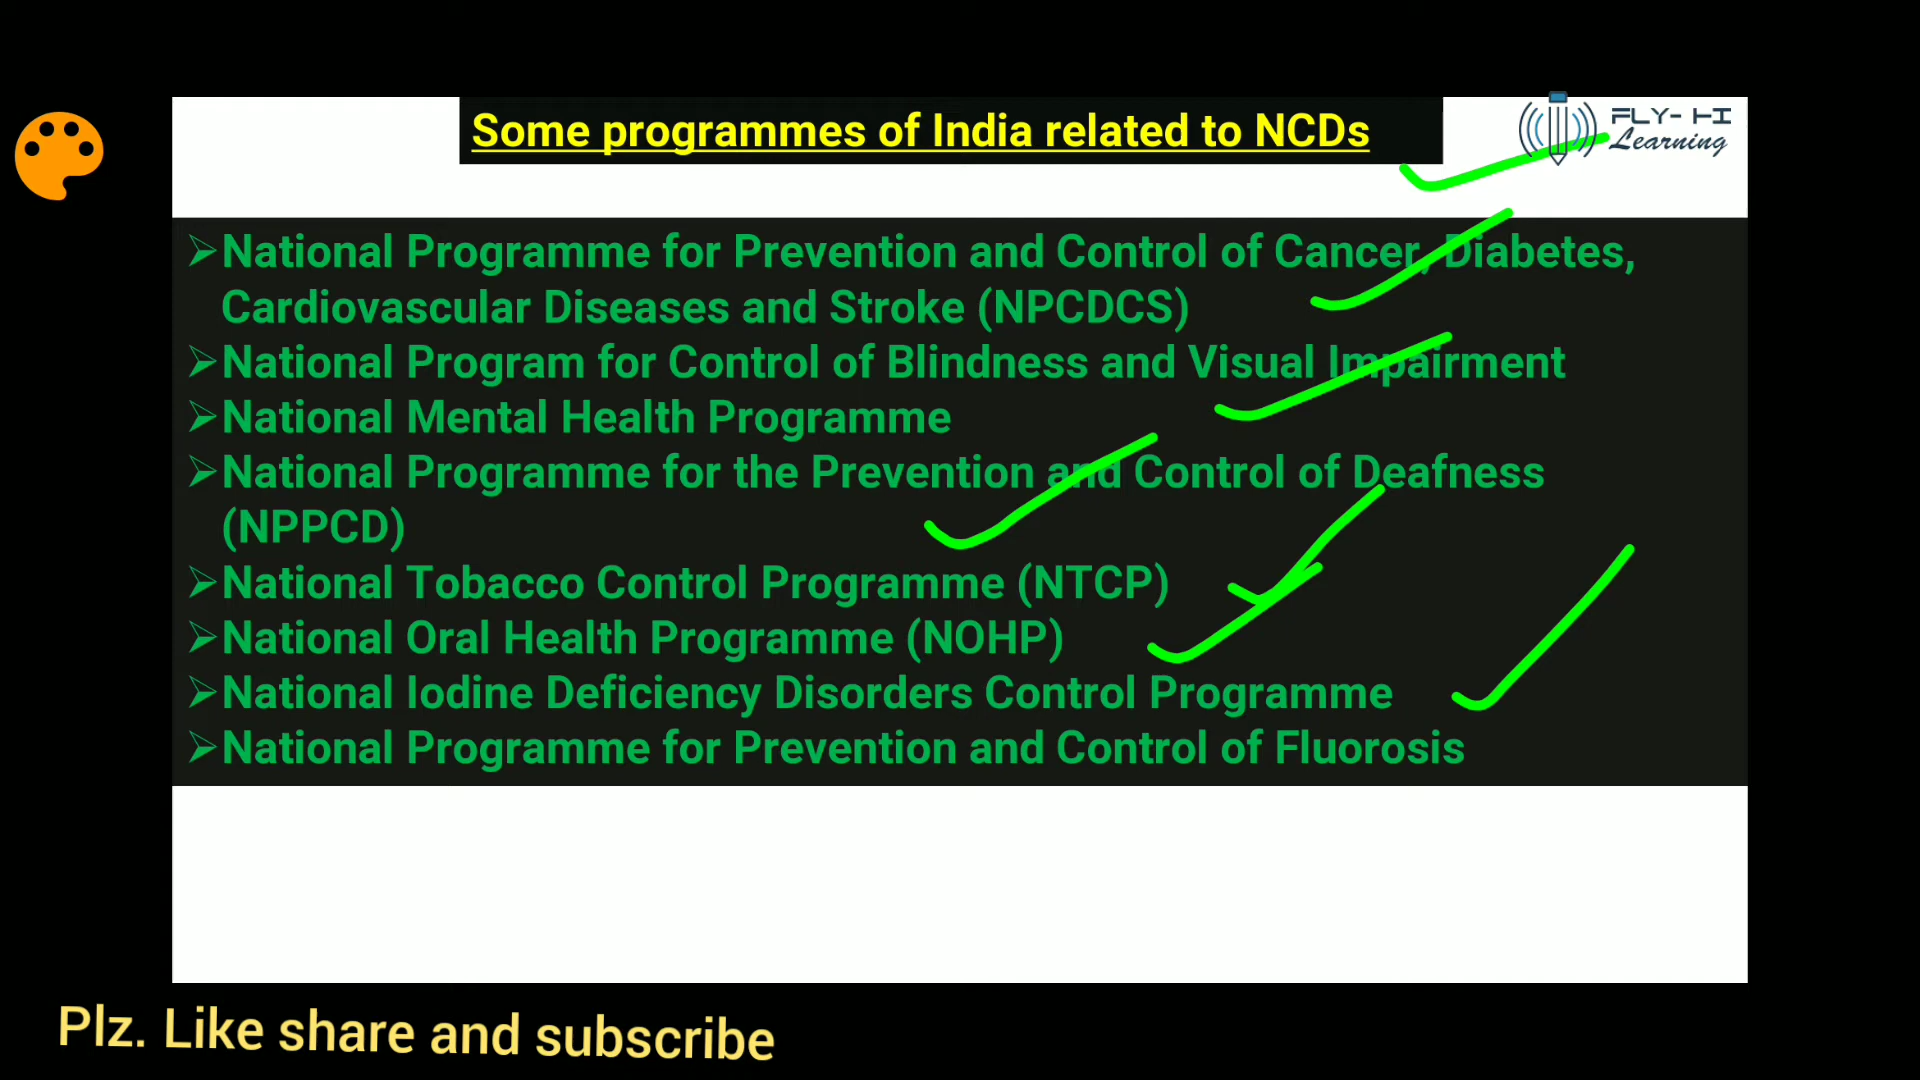 Some programmes of India related to NCDs
FLY- HI
Learning
➢National Programme for Prevention and Control of Cancer, Diabetes,
Cardiovascular Diseases and Stroke (NPCDCS)
➢National Program for Control of Blindness and Visual Impairment
➢National Mental Health Programme
➢National Programme for the Prevention and Control of Deafness
(NPPCD)
➢National Tobacco Control Programme (NTCP)
➢National Oral Health Programme (NOHP)
➢National Iodine Deficiency Disorders Control Programme
➢National Programme for Prevention and Control of Fluorosis
Plz. Like share and subscribe